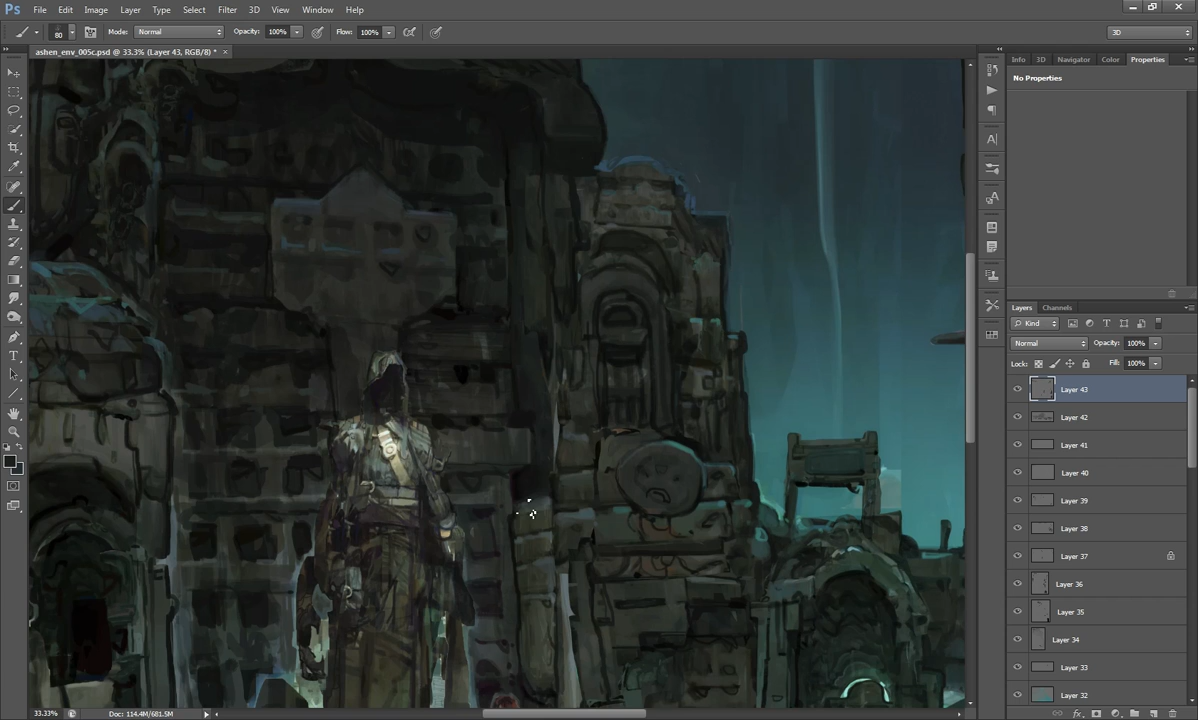 Ps File Edit Image Layer Type Select Filter 3D View Window Help
80 Mode: Normal Opacity: 100% Flow: 100% 3D
ashen_env_005c.psd @ 33.3% (Layer 43, RGB/8) * ×
Info 3D Navigator Color Properties
No Properties
Layers Channels
Kind
Normal Opacity: 100%
Lock: Fill: 100%
Layer 43
Layer 42
Layer 41
Layer 40
Layer 39
Layer 38
Layer 37
Layer 36
Layer 35
Layer 34
Layer 33
Layer 32
33.33% Doc: 114.4M/681.5M